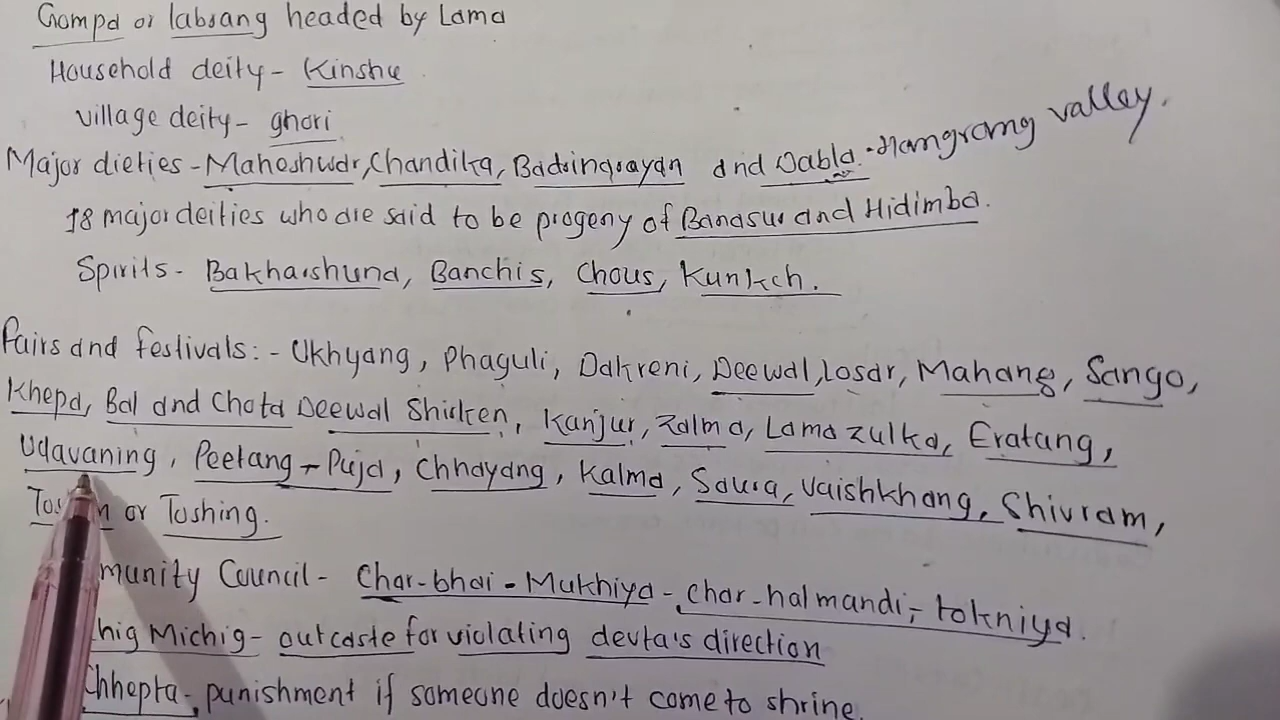 Gompa or labrang headed by Lama
Household deity - Kinshu
village deity - ghori
Major dieties - Maheshwar, Chandika, Badrinarayan and Dabla - Hamgrang valley.
18 major deities who are said to be progeny of Banasur and Hidimba.
Spirits - Bakharshund, Banchis, Chous, Kunkch.
Fairs and festivals: - Ukhyang, Phaguli, Dakreni, Deewal, Losar, Mahang, Sango,
Khepa, Bal and Chota Deewal Shirken, Kanjur, Zalma, Lama Zulka, Eratang,
Udavaning, Peetang - Puja, Chhayang, Kalma, Saura, Vaishkhang, Shivram,
or Toshing.
munity Council - Char-bhai - Mukhiya - char-halmandi, - tokniya.
hig Michig - outcaste for violating devta's direction
Chhepta - punishment if someone doesn't come to shrine.